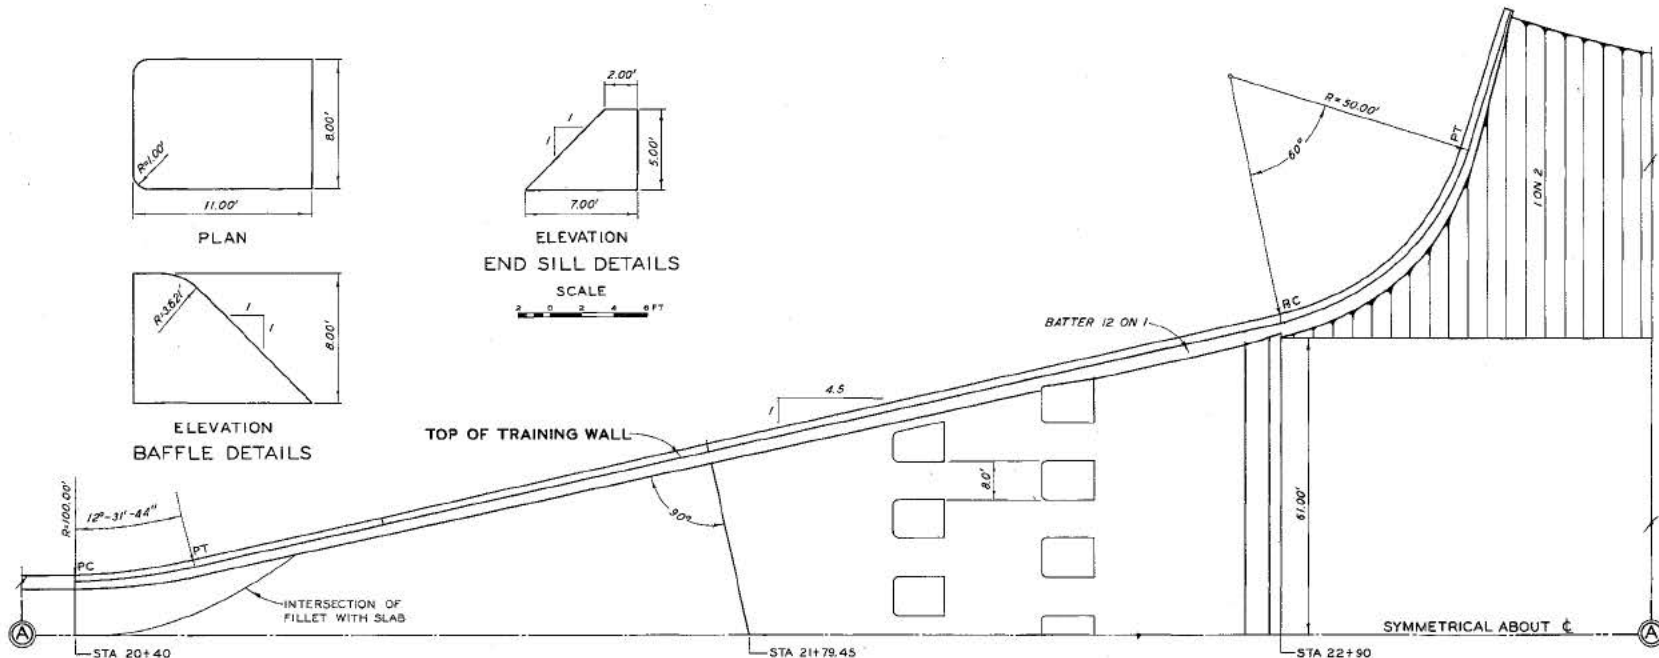 2.00'
R=1.00'
8.00'
11.00'
PLAN
1
1
5.00'
7.00'
ELEVATION
END SILL DETAILS
SCALE
2 0 2 4 6 FT
R=3.621'
1
1
8.00'
ELEVATION
BAFFLE DETAILS
R=50.00'
60°
PT
1 ON 2
P.C
BATTER 12 ON 1
4.5
1
TOP OF TRAINING WALL
90°
8.0'
61.00'
R=100.00'
12°-31'-44"
PT
PC
INTERSECTION OF
FILLET WITH SLAB
SYMMETRICAL ABOUT ℄
A
A
STA 20+40
STA 21+79.45
STA 22+90